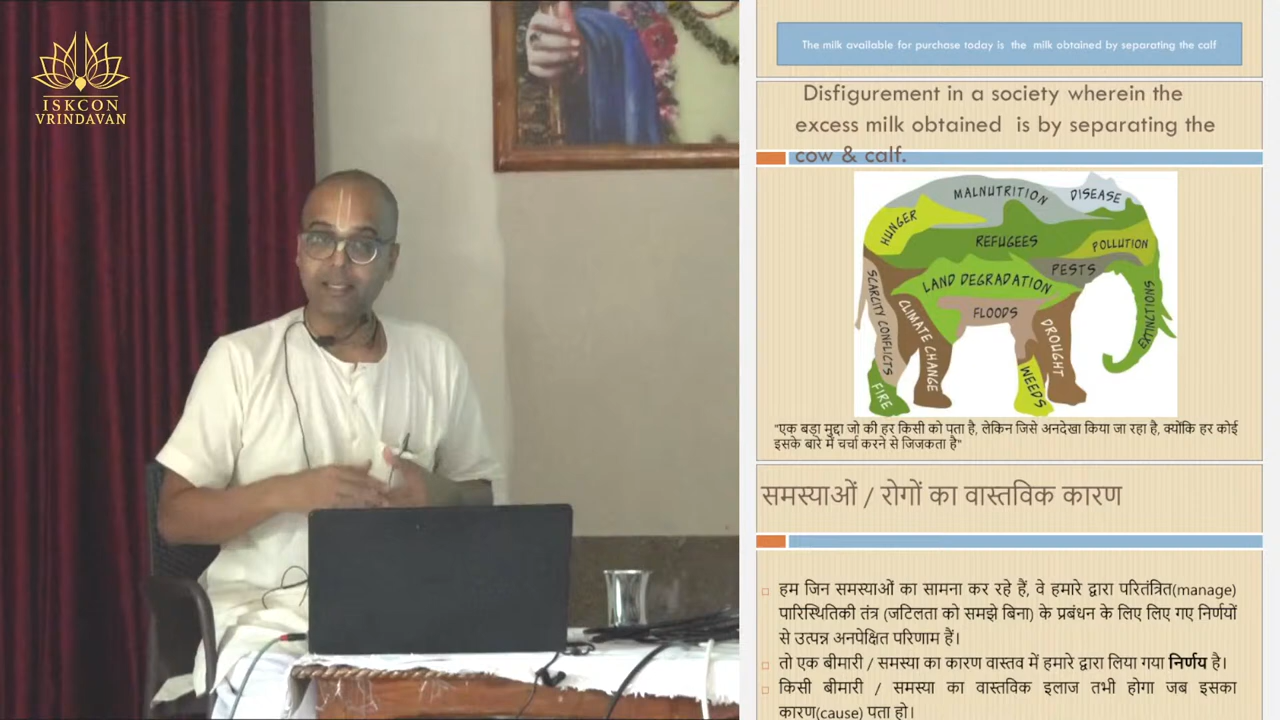 ISKCON
VRINDAVAN
The milk available for purchase today is the milk obtained by separating the calf
Disfigurement in a society wherein the
excess milk obtained is by separating the
cow & calf.
MALNUTRITION
DISEASE
HUNGER
REFUGEES
POLLUTION
PESTS
LAND DEGRADATION
SCARCITY CONFLICTS
CLIMATE CHANGE
FLOODS
DROUGHT
EXTINCTIONS
FIRE
WEEDS
"एक बड़ा मुद्दा जो की हर किसी को पता है, लेकिन जिसे अनदेखा किया जा रहा है, क्योंकि हर कोई
इसके बारे में चर्चा करने से जिजकता है"
समस्याओं / रोगों का वास्तविक कारण
हम जिन समस्याओं का सामना कर रहे हैं, वे हमारे द्वारा परितंत्रित(manage)
पारिस्थितिकी तंत्र (जटिलता को समझे बिना) के प्रबंधन के लिए लिए गए निर्णयों
से उत्पन्न अनपेक्षित परिणाम हैं।
तो एक बीमारी / समस्या का कारण वास्तव में हमारे द्वारा लिया गया निर्णय है।
किसी बीमारी / समस्या का वास्तविक इलाज तभी होगा जब इसका
कारण(cause) पता हो।